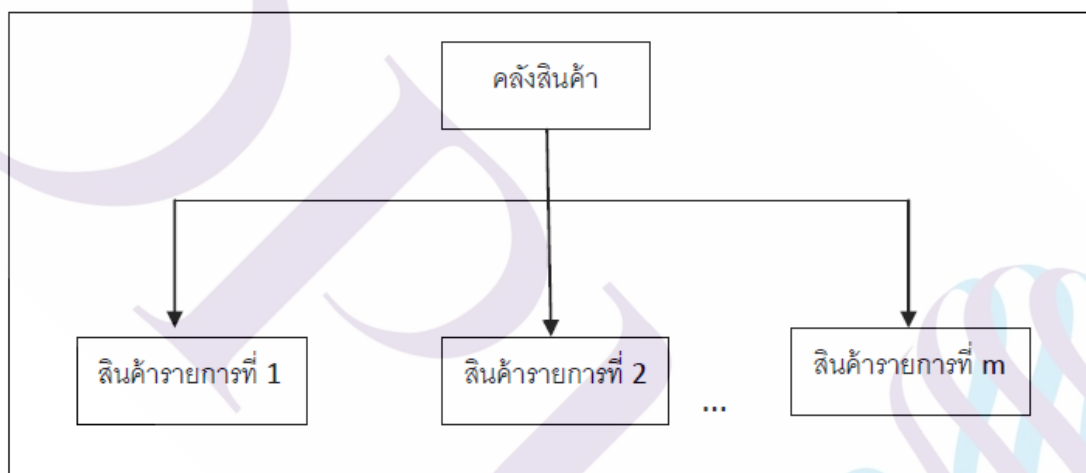 คลังสินค้า
สินค้ารายการที่ 1
สินค้ารายการที่ 2
...
สินค้ารายการที่ m